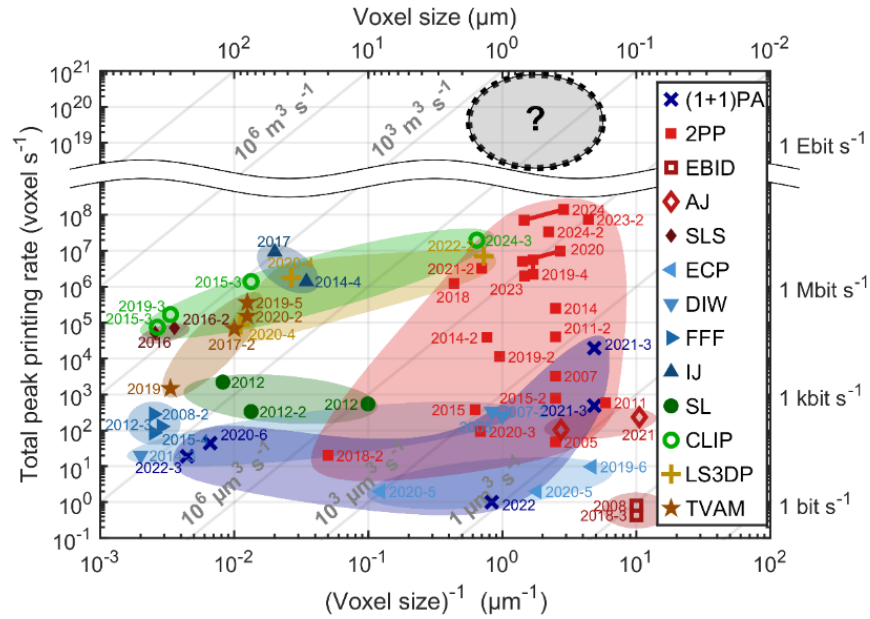 Voxel size (µm)
10² 10¹ 10⁰ 10⁻¹ 10⁻²
10²¹
10²⁰
10¹⁹
10⁸
10⁷
10⁶
10⁵
10⁴
10³
10²
10¹
10⁰
10⁻¹
Total peak printing rate (voxel s⁻¹)
10⁶ m³ s⁻¹
10³ m³ s⁻¹
?
1 Ebit s⁻¹
1 Mbit s⁻¹
1 kbit s⁻¹
1 bit s⁻¹
(1+1)PA
2PP
EBID
AJ
SLS
ECP
DIW
FFF
IJ
SL
CLIP
LS3DP
TVAM
2024
2023-2
2024-2
2024-3
2020
2017
2021-2
2019-4
2014-4
2015-3
2018
2023
2019-5
2019-3
2020-2
2014
2015-3
2016-2
2016
2017-2
2020-4
2014-2
2011-2
2021-3
2019-2
2019
2012
2007
2012
2015-2
2021-3
2011
2008-2
2012-2
2015
2012-3
2021
2020-6
2020-3
2005
2022-3
2018-2
2019-6
2020-5
2020-5
2022
2008
2018-3
10⁶ µm³ s⁻¹
10³ µm³ s⁻¹
1 µm³ s⁻¹
10⁻³ 10⁻² 10⁻¹ 10⁰ 10¹ 10²
(Voxel size)⁻¹ (µm⁻¹)